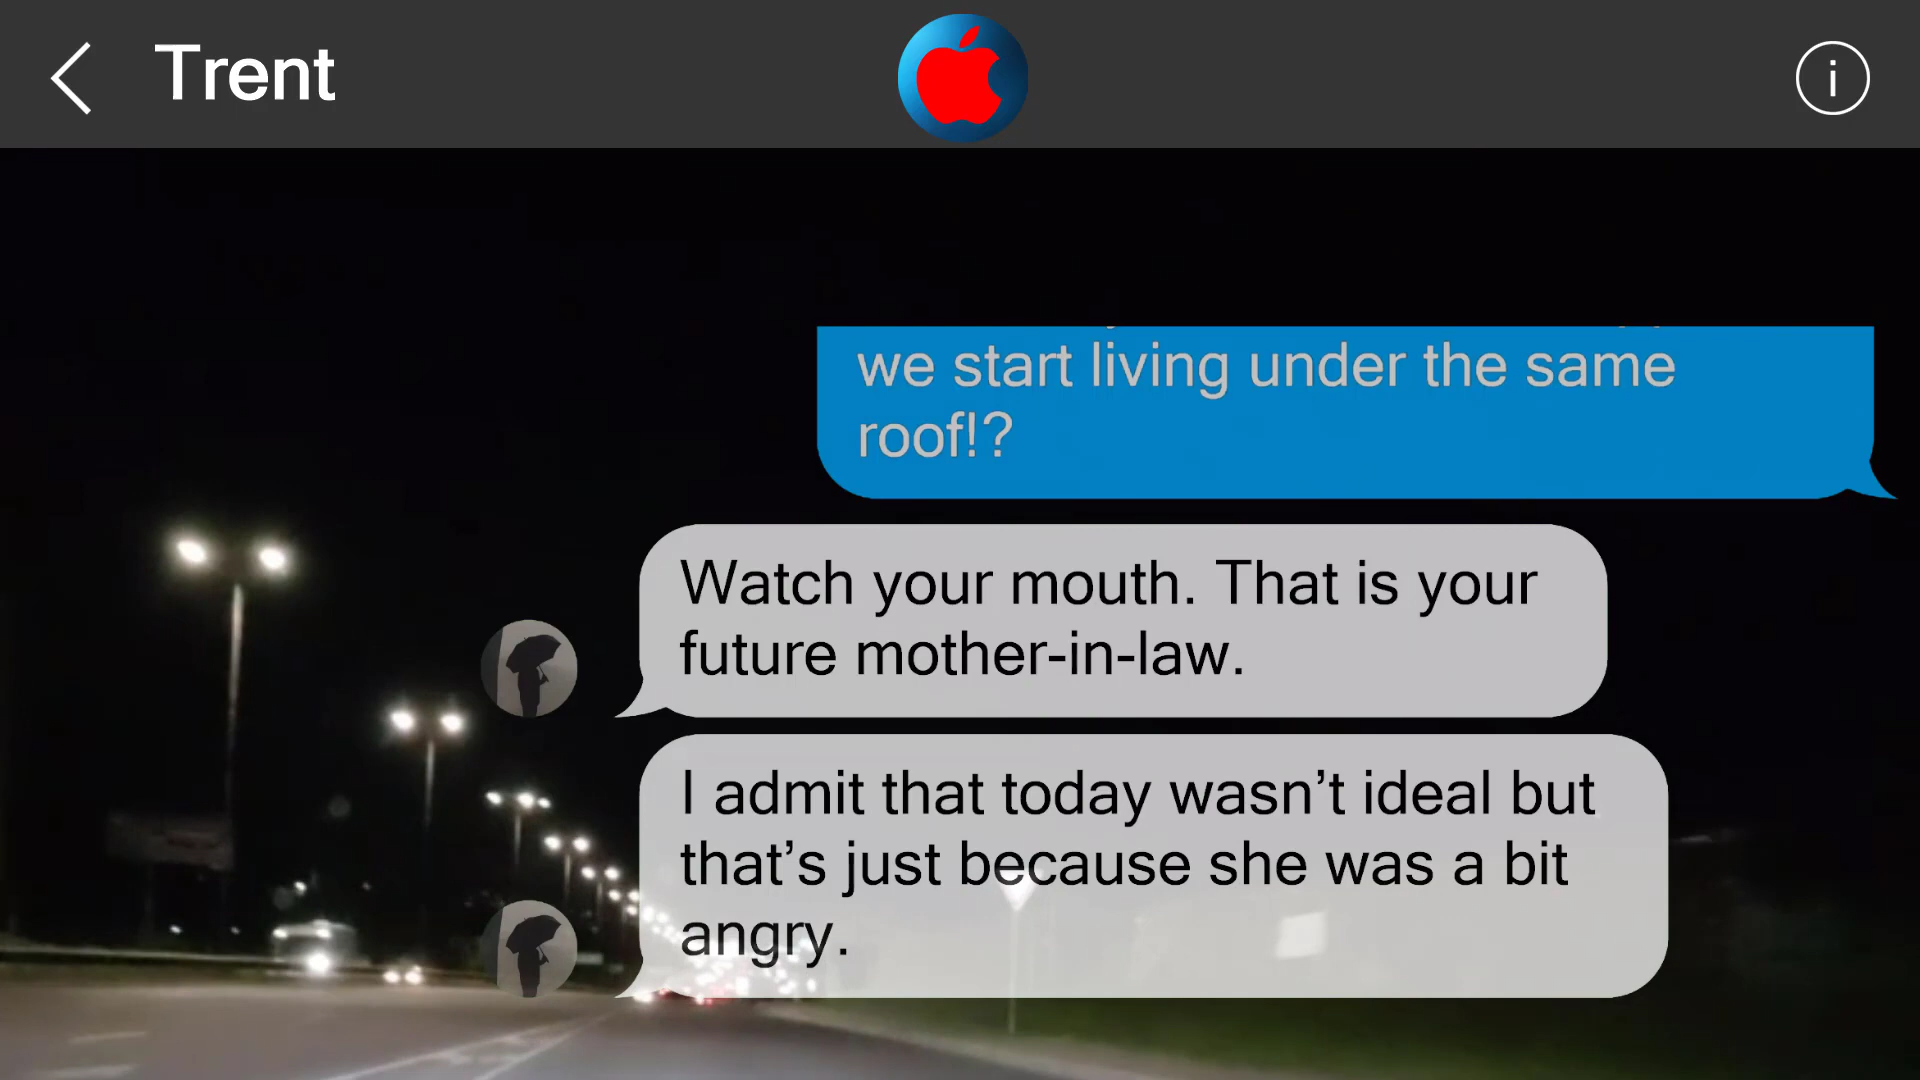 Trent
we start living under the same
roof!?
Watch your mouth. That is your
future mother-in-law.
I admit that today wasn’t ideal but
that’s just because she was a bit
angry.